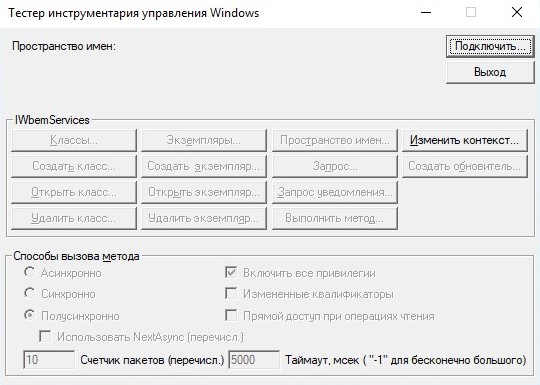 Тестер инструментария управления Windows
Пространство имен:
Подключить...
Выход
IWbemServices
Классы... Экземпляры... Пространство имен... Изменить контекст...
Создать класс... Создать экземпляр... Запрос... Создать обновитель...
Открыть класс... Открыть экземпляр... Запрос уведомления...
Удалить класс... Удалить экземпляр... Выполнить метод...
Способы вызова метода
Асинхронно Включить все привилегии
Синхронно Измененные квалификаторы
Полусинхронно Прямой доступ при операциях чтения
Использовать NextAsync (перечисл.)
10 Счетчик пакетов (перечисл.) 5000 Таймаут, мсек ( "-1" для бесконечно большого)